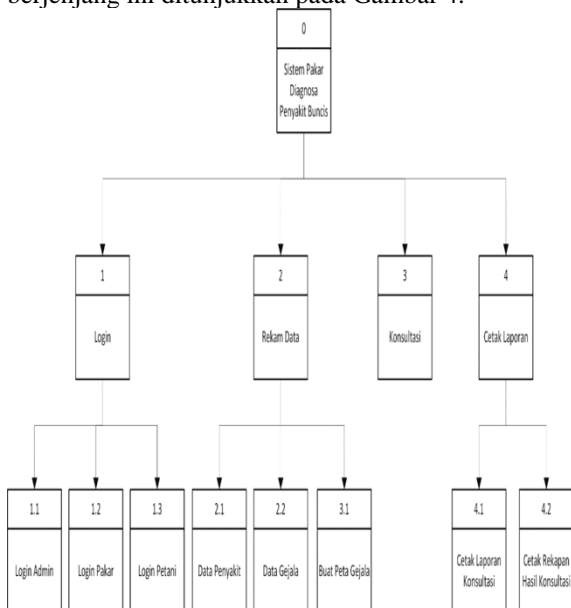 berjenjang ini ditunjukkan pada Gambar 4.
0
Sistem Pakar
Diagnosa
Penyakit Buncis
1
Login
2
Rekam Data
3
Konsultasi
4
Cetak Laporan
1.1
Login Admin
1.2
Login Pakar
1.3
Login Petani
2.1
Data Penyakit
2.2
Data Gejala
3.1
Buat Peta Gejala
4.1
Cetak Laporan
Konsultasi
4.2
Cetak Rekapan
Hasil Konsultasi